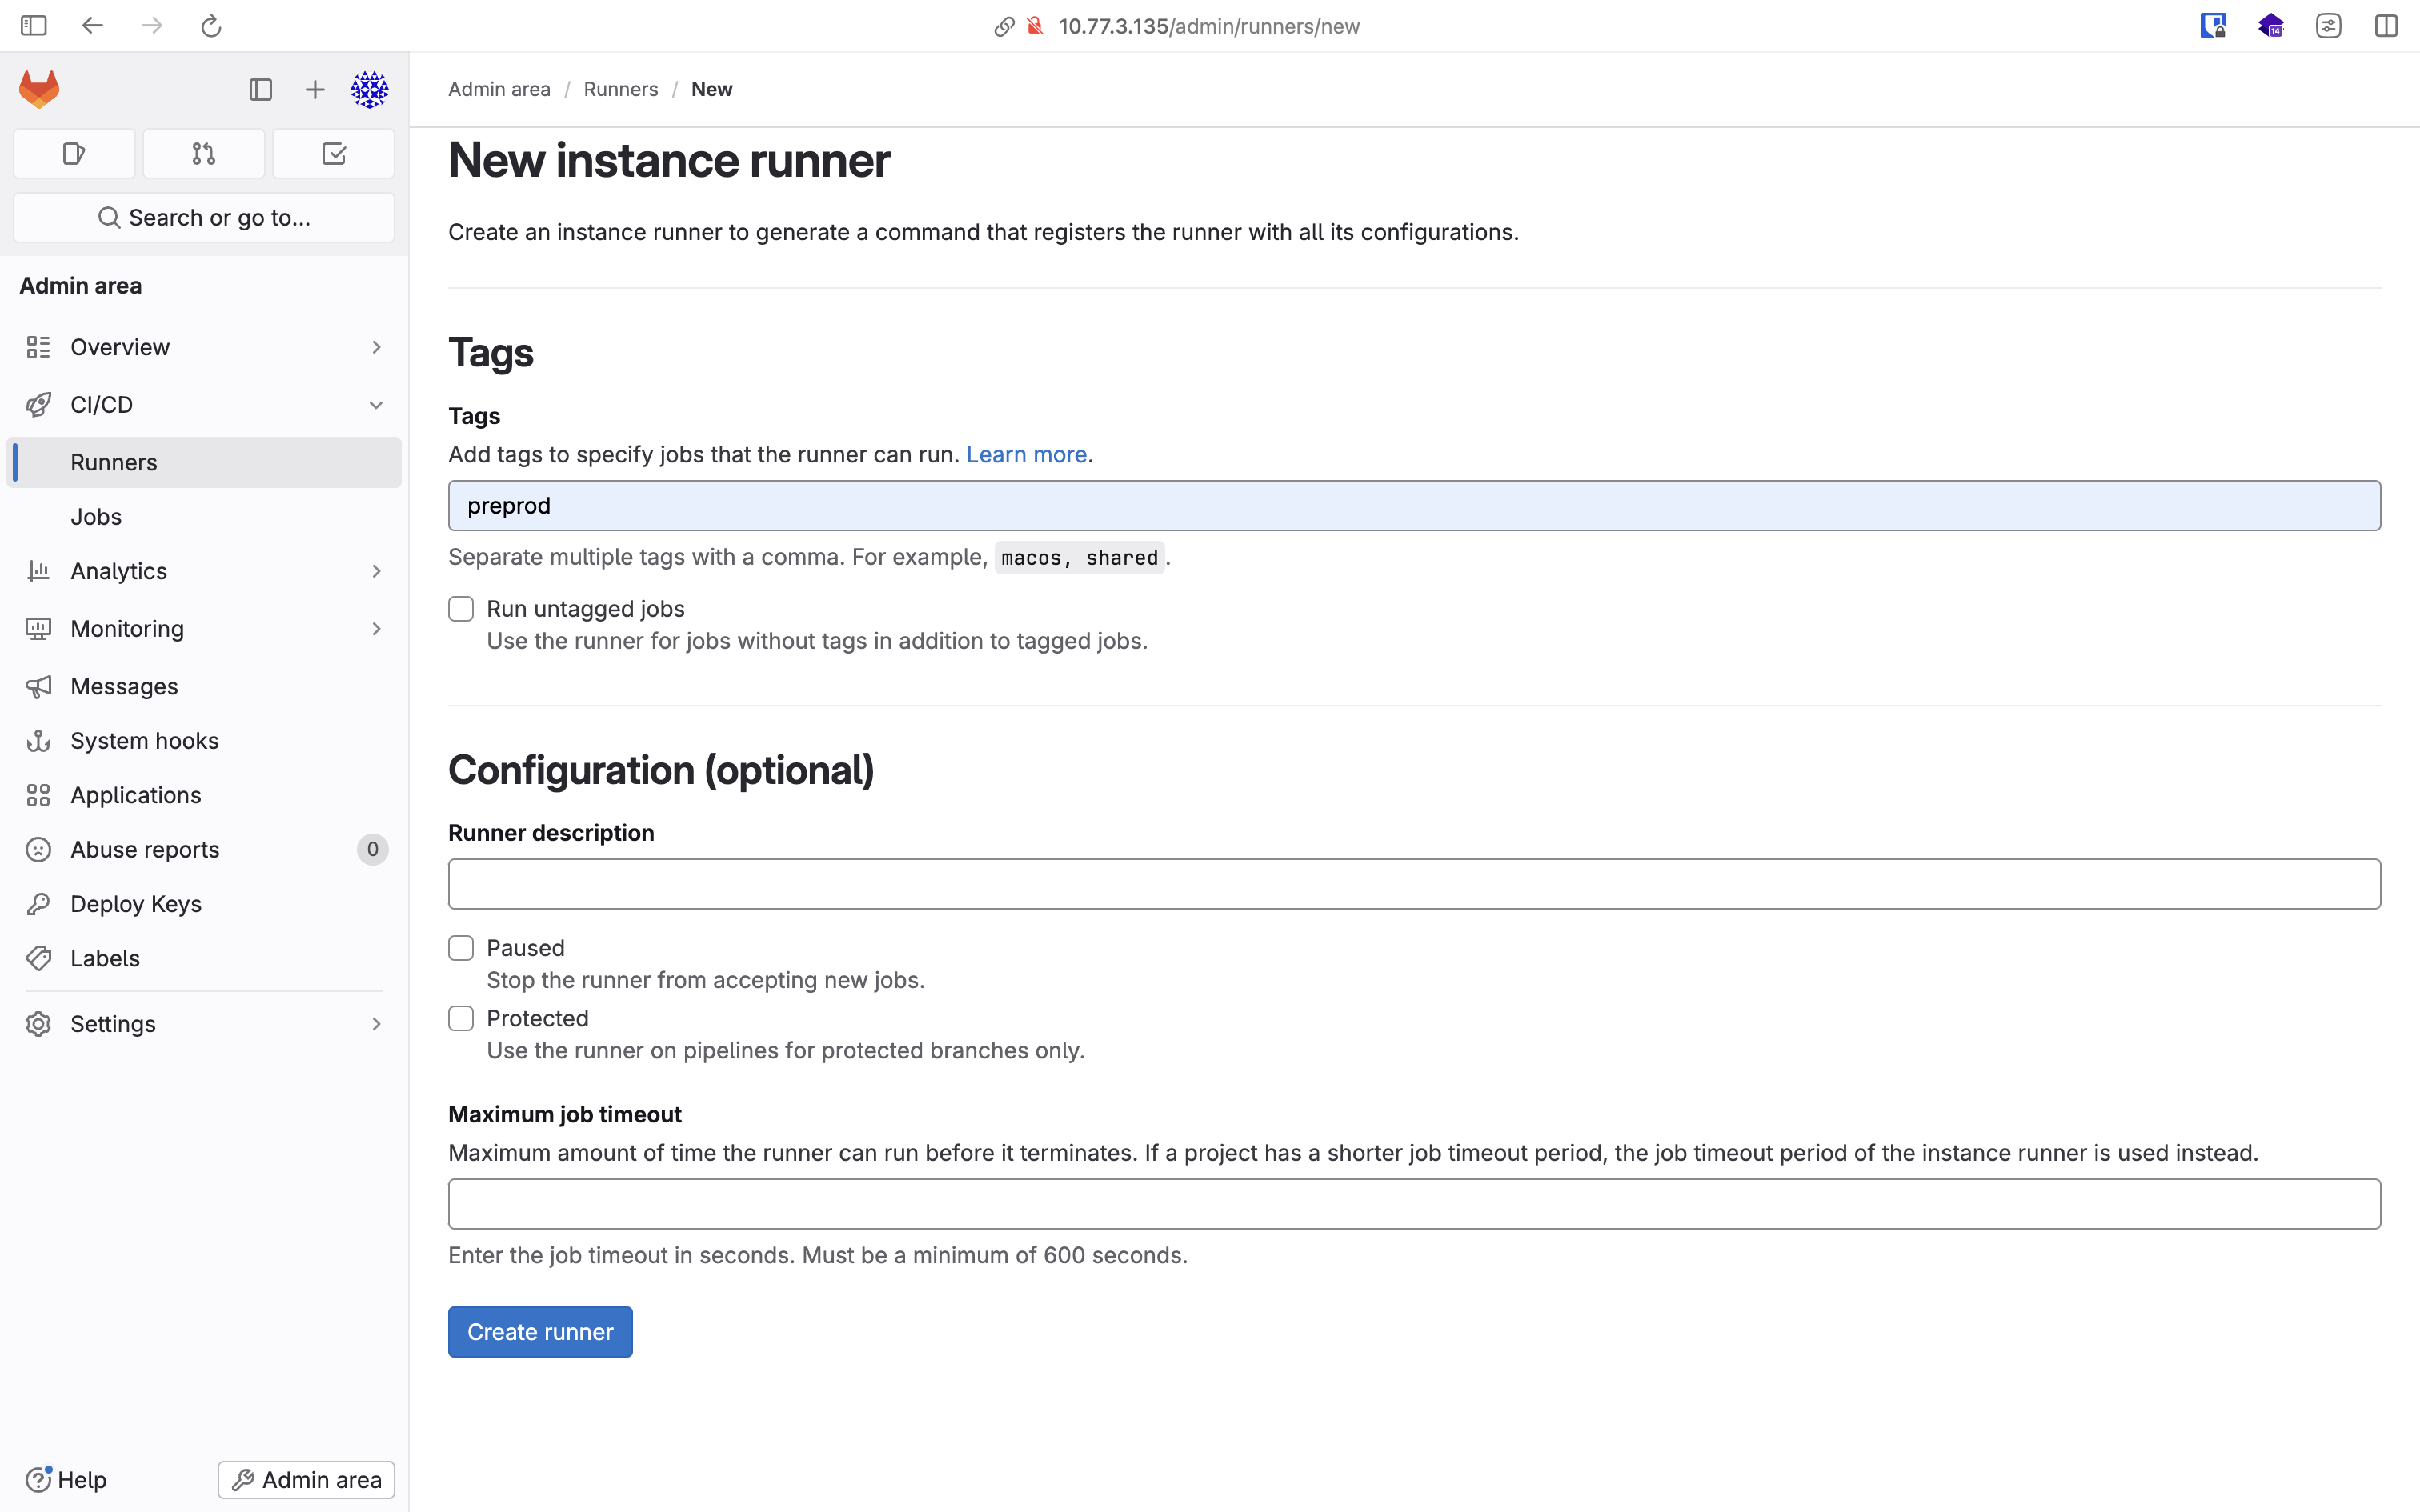 10.77.3.135/admin/runners/new
14
Admin area / Runners / New
Search or go to...
Admin area
Overview
CI/CD
Runners
Jobs
Analytics
Monitoring
Messages
System hooks
Applications
Abuse reports 0
Deploy Keys
Labels
Settings
Help
Admin area
New instance runner
Create an instance runner to generate a command that registers the runner with all its configurations.
Tags
Tags
Add tags to specify jobs that the runner can run. Learn more.
preprod
Separate multiple tags with a comma. For example, macos, shared.
Run untagged jobs
Use the runner for jobs without tags in addition to tagged jobs.
Configuration (optional)
Runner description
Paused
Stop the runner from accepting new jobs.
Protected
Use the runner on pipelines for protected branches only.
Maximum job timeout
Maximum amount of time the runner can run before it terminates. If a project has a shorter job timeout period, the job timeout period of the instance runner is used instead.
Enter the job timeout in seconds. Must be a minimum of 600 seconds.
Create runner